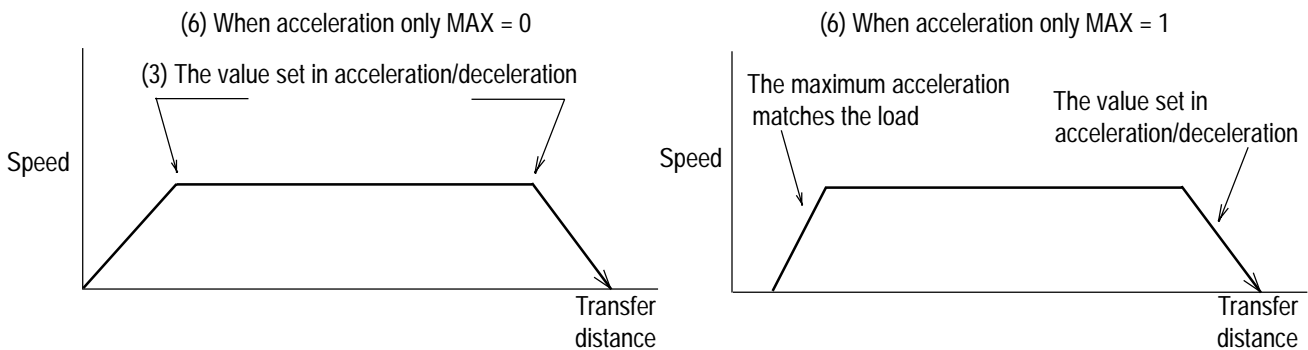 (6) When acceleration only MAX = 0
(3) The value set in acceleration/deceleration
Speed
Transfer
distance
(6) When acceleration only MAX = 1
The maximum acceleration
matches the load
The value set in
acceleration/deceleration
Speed
Transfer
distance